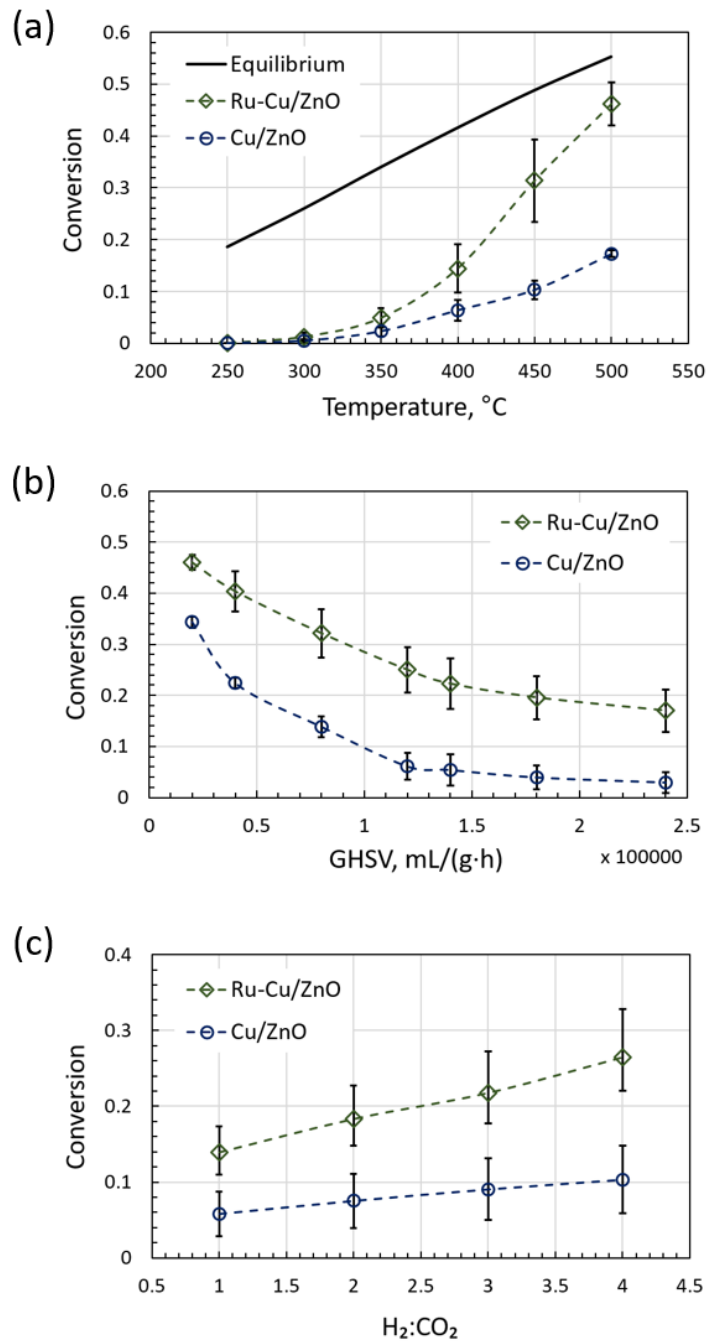 (a)
0.6
0.5
0.4
0.3
0.2
0.1
0
Conversion
Equilibrium
Ru-Cu/ZnO
Cu/ZnO
200 250 300 350 400 450 500 550
Temperature, °C
(b)
0.6
0.5
0.4
0.3
0.2
0.1
0
Conversion
Ru-Cu/ZnO
Cu/ZnO
0 0.5 1 1.5 2 2.5
GHSV, mL/(g·h)
x 100000
(c)
0.4
0.3
0.2
0.1
0
Conversion
Ru-Cu/ZnO
Cu/ZnO
0.5 1 1.5 2 2.5 3 3.5 4 4.5
H₂:CO₂